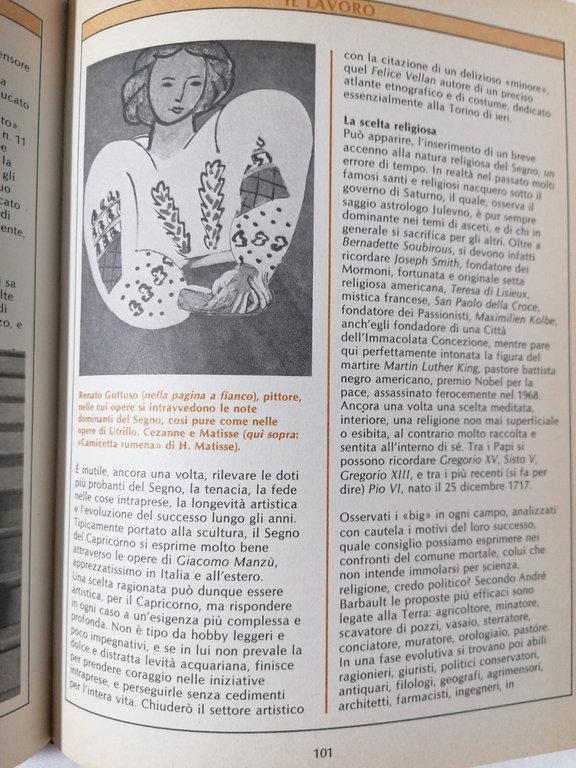 ensore
a
ucato
to».
n. 11
la
gli
uo
cato
di
ente,
i sa
lte
di
zo, e
IL LAVORO
Renato Guttuso (nella pagina a fianco), pittore,
nelle cui opere si intravvedono le note
dominanti del Segno, così pure come nelle
opere di Utrillo, Cezanne e Matisse (qui sopra:
«Camicetta rumena» di H. Matisse).
È inutile, ancora una volta, rilevare le doti
più probanti del Segno, la tenacia, la fede
nelle cose intraprese, la longevità artistica
e l'evoluzione del successo lungo gli anni.
Tipicamente portato alla scultura, il Segno
del Capricorno si esprime molto bene
attraverso le opere di Giacomo Manzù,
apprezzatissimo in Italia e all'estero.
Una scelta ragionata può dunque essere
artistica, per il Capricorno, ma rispondere
in ogni caso a un'esigenza più complessa e
profonda. Non è tipo da hobby leggeri e
poco impegnativi, e se in lui non prevale la
dolce e distratta levità acquariana, finisce
per prendere coraggio nelle iniziative
intraprese, e perseguirle senza cedimenti
per l'intera vita. Chiuderò il settore artistico
con la citazione di un delizioso «minore»,
quel Felice Vellan autore di un preciso
atlante etnografico e di costume, dedicato
essenzialmente alla Torino di ieri.
La scelta religiosa
Può apparire, l'inserimento di un breve
accenno alla natura religiosa del Segno, un
errore di tempo. In realtà nel passato molti
famosi santi e religiosi nacquero sotto il
governo di Saturno, il quale, osserva il
saggio astrologo Julevno, è pur sempre
dominante nei temi di asceti, e di chi in
generale si sacrifica per gli altri. Oltre a
Bernadette Soubirous, si devono infatti
ricordare Joseph Smith, fondatore dei
Mormoni, fortunata e originale setta
religiosa americana, Teresa di Lisieux,
mistica francese, San Paolo della Croce,
fondatore dei Passionisti, Maximilien Kolbe,
anch'egli fondadore di una Città
dell'Immacolata Concezione, mentre pare
qui perfettamente intonata la figura del
martire Martin Luther King, pastore battista
negro americano, premio Nobel per la
pace, assassinato ferocemente nel 1968.
Ancora una volta una scelta meditata,
interiore, una religione non mai superficiale
o esibita, al contrario molto raccolta e
sentita all'interno di sé. Tra i Papi si
possono ricordare Gregorio XV, Sisto V,
Gregorio XIII, e tra i più recenti (si fa per
dire) Pio VI, nato il 25 dicembre 1717.
Osservati i «big» in ogni campo, analizzati
con cautela i motivi del loro successo,
quale consiglio possiamo esprimere nei
confronti del comune mortale, colui che
non intende immolarsi per scienza,
religione, credo politico? Secondo André
Barbault le proposte più efficaci sono
legate alla Terra: agricoltore, minatore,
scavatore di pozzi, vasaio, sterratore,
conciatore, muratore, orologiaio, pastore.
In una fase evolutiva si trovano poi abili
ragionieri, giuristi, politici conservatori,
antiquari, filologi, geografi, agrimensori,
architetti, farmacisti, ingegneri, in
101